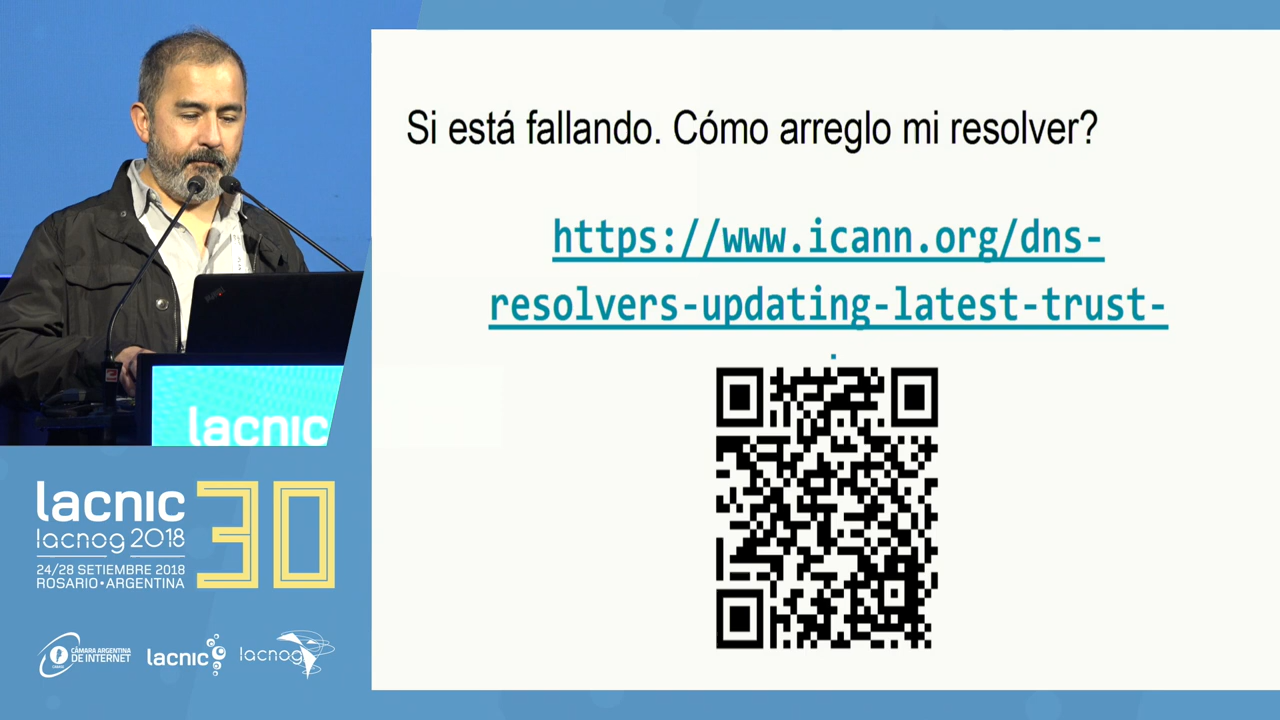 Si está fallando. Cómo arreglo mi resolver?
https://www.icann.org/dns-
resolvers-updating-latest-trust-
lacnic
lacnic 30
lacnog 2018
24/28 SETIEMBRE 2018
ROSARIO•ARGENTINA
CÁMARA ARGENTINA
DE INTERNET
lacnic
lacnog